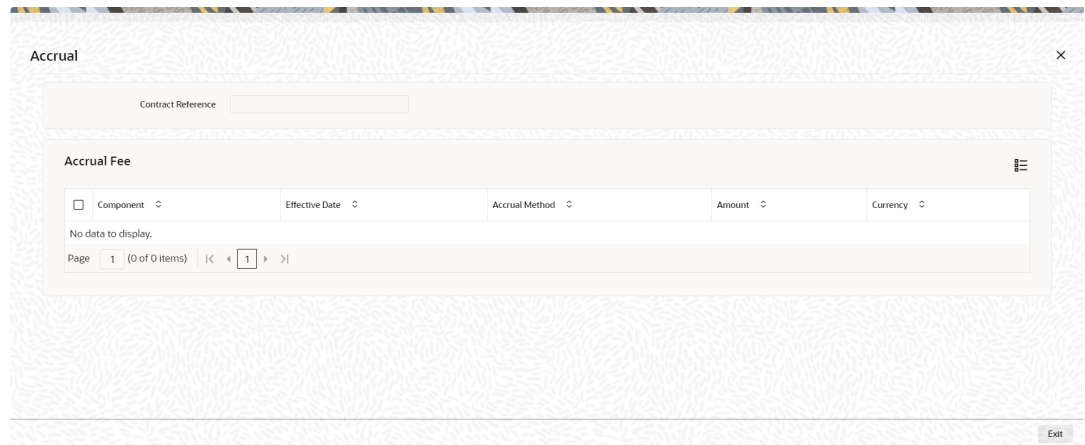 Accrual
Contract Reference
Accrual Fee
Component Effective Date Accrual Method Amount Currency
No data to display.
Page 1 (0 of 0 items) 1
Exit